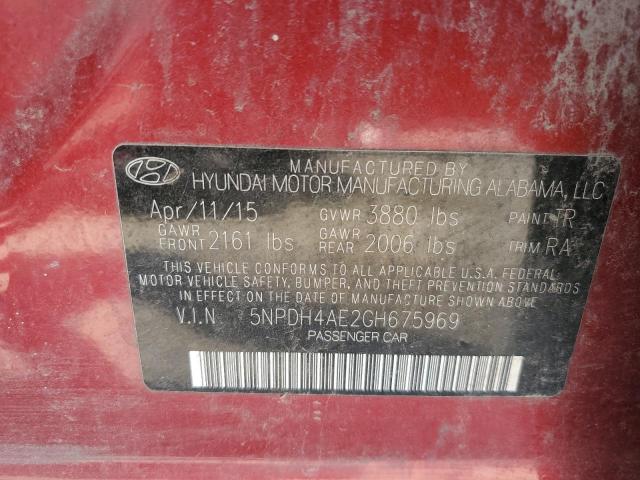 MANUFACTURED BY
HYUNDAI MOTOR MANUFACTURING ALABAMA, LLC
Apr/11/15 GVWR 3880 lbs PAINT TR
GAWR FRONT 2161 lbs GAWR REAR 2006 lbs TRIM RA
THIS VEHICLE CONFORMS TO ALL APPLICABLE U.S.A. FEDERAL
MOTOR VEHICLE SAFETY, BUMPER, AND THEFT PREVENTION STANDARDS
IN EFFECT ON THE DATE OF MANUFACTURE SHOWN ABOVE.
V.I.N 5NPDH4AE2GH675969
PASSENGER CAR